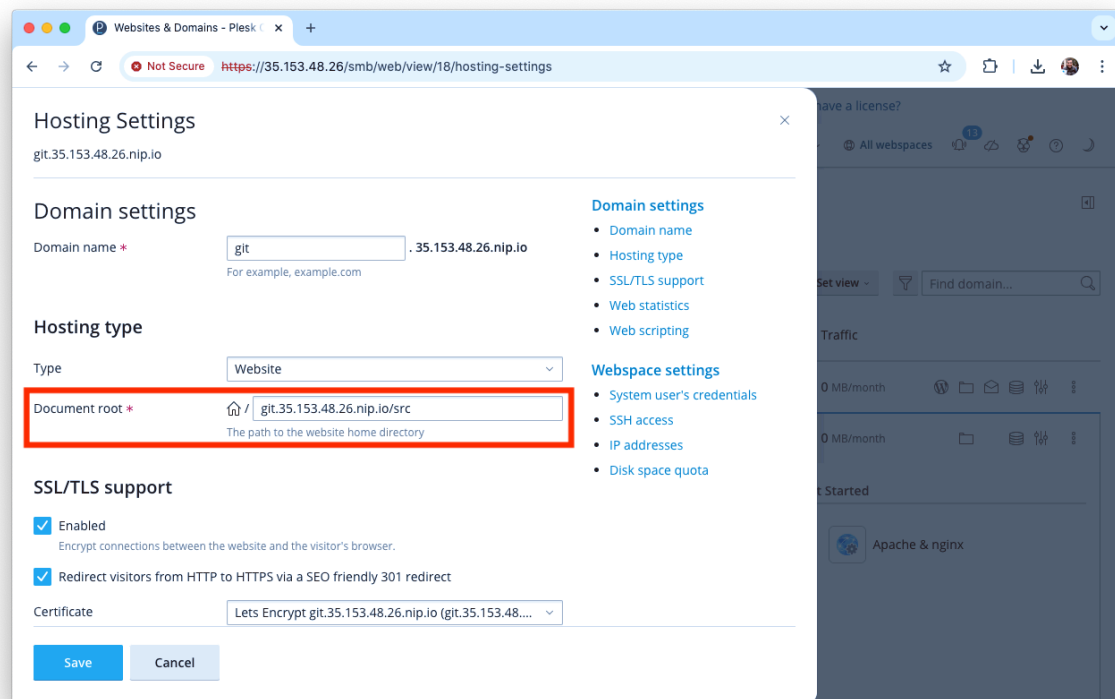 Websites & Domains - Plesk
Not Secure https://35.153.48.26/smb/web/view/18/hosting-settings
Hosting Settings
git.35.153.48.26.nip.io
Domain settings
Domain name *
git
. 35.153.48.26.nip.io
For example, example.com
Hosting type
Type
Website
Document root *
/ git.35.153.48.26.nip.io/src
The path to the website home directory
SSL/TLS support
Enabled
Encrypt connections between the website and the visitor's browser.
Redirect visitors from HTTP to HTTPS via a SEO friendly 301 redirect
Certificate
Lets Encrypt git.35.153.48.26.nip.io (git.35.153.48....
Save
Cancel
Domain settings
Domain name
Hosting type
SSL/TLS support
Web statistics
Web scripting
Webspace settings
System user's credentials
SSH access
IP addresses
Disk space quota
have a license?
All webspaces
13
Set view
Find domain...
Traffic
0 MB/month
0 MB/month
Started
Apache & nginx